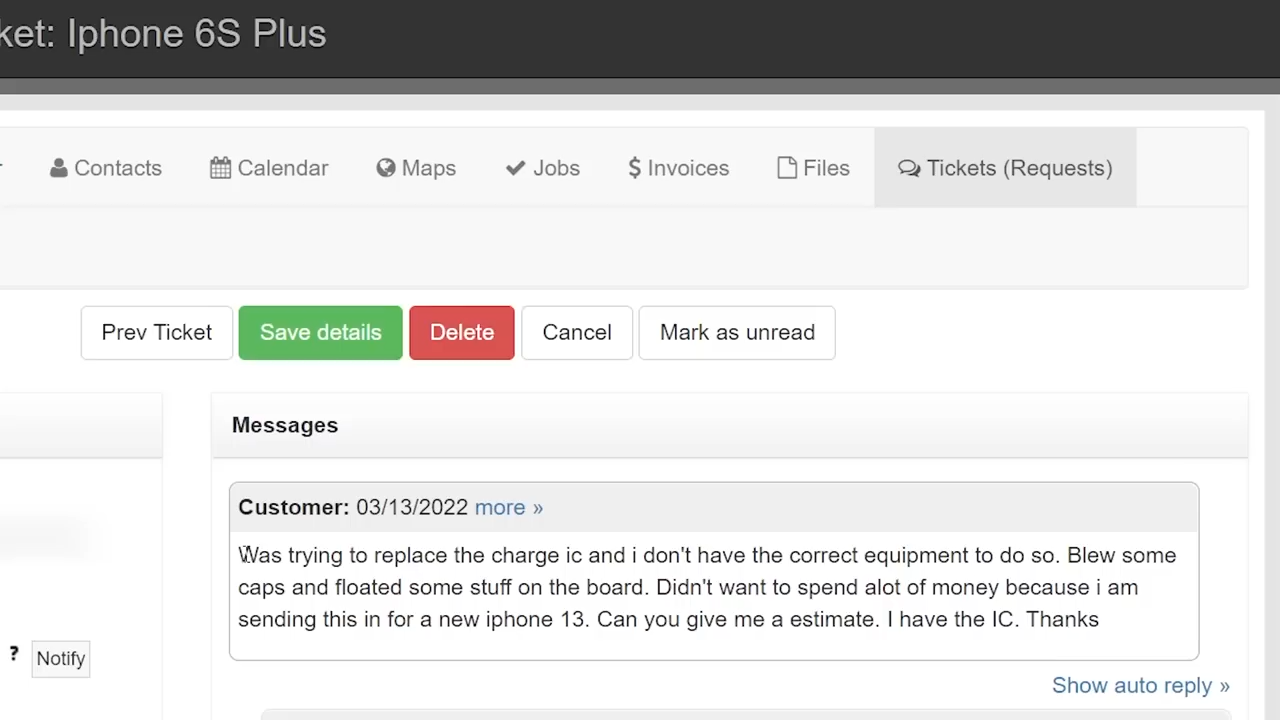 ket: Iphone 6S Plus
Contacts Calendar Maps Jobs $ Invoices Files Tickets (Requests)
Prev Ticket Save details Delete Cancel Mark as unread
Messages
Customer: 03/13/2022 more »
Was trying to replace the charge ic and i don't have the correct equipment to do so. Blew some
caps and floated some stuff on the board. Didn't want to spend alot of money because i am
sending this in for a new iphone 13. Can you give me a estimate. I have the IC. Thanks
? Notify
Show auto reply »